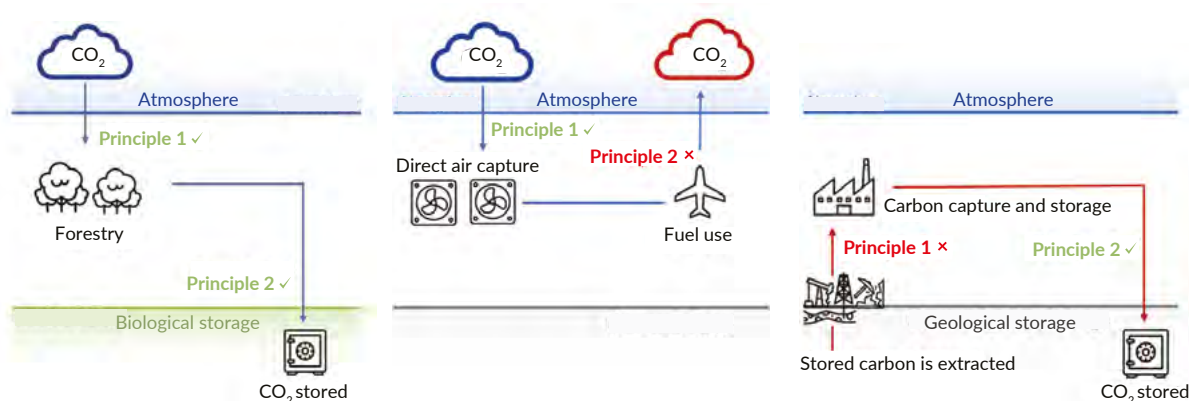 CO₂
Atmosphere
Principle 1 ✓
Forestry
Principle 2 ✓
Biological storage
CO₂ stored
CO₂
CO₂
Atmosphere
Principle 1 ✓
Principle 2 ×
Direct air capture
Fuel use
Atmosphere
Carbon capture and storage
Principle 1 ×
Principle 2 ✓
Geological storage
Stored carbon is extracted
CO₂ stored